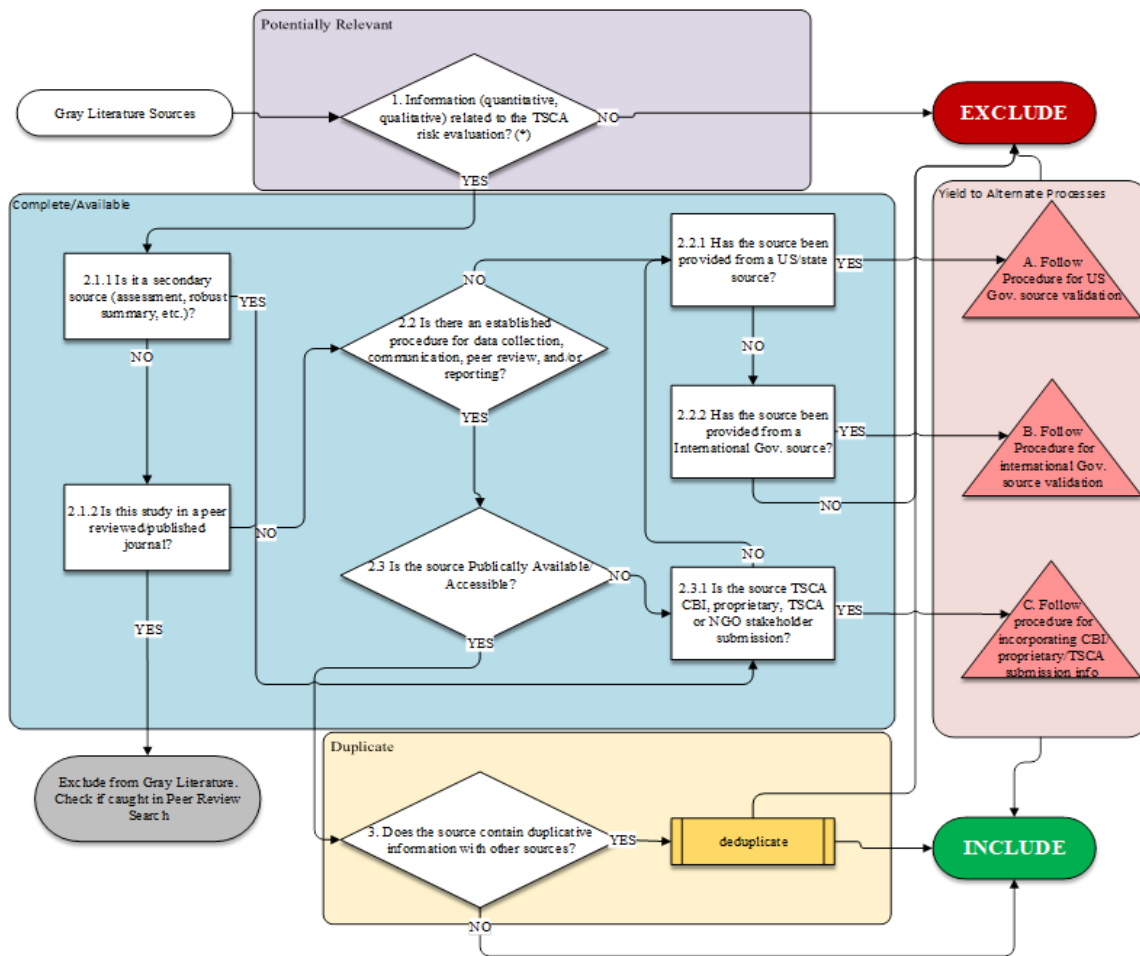 Potentially Relevant
Gray Literature Sources
1. Information (quantitative,
qualitative) related to the TSCA
risk evaluation? (*)
NO
EXCLUDE
YES
Complete/Available
Yield to Alternate Processes
2.1.1 Is it a secondary
source (assessment, robust
summary, etc.)?
YES
NO
2.2 Is there an established
procedure for data collection,
communication, peer review, and/or
reporting?
NO
YES
2.2.1 Has the source been
provided from a US/state
source?
YES
NO
A. Follow
Procedure for US
Gov. source validation
2.2.2 Has the source been
provided from a
International Gov. source?
YES
NO
B. Follow
Procedure for
international Gov.
source validation
2.1.2 Is this study in a peer
reviewed/published
journal?
NO
YES
2.3 Is the source Publically Available/
Accessible?
NO
YES
NO
2.3.1 Is the source TSCA
CBI, proprietary, TSCA
or NGO stakeholder
submission?
YES
C. Follow
procedure for
incorporating CBI/
proprietary/TSCA
submission info
Exclude from Gray Literature.
Check if caught in Peer Review
Search
Duplicate
3. Does the source contain duplicative
information with other sources?
YES
deduplicate
INCLUDE
NO